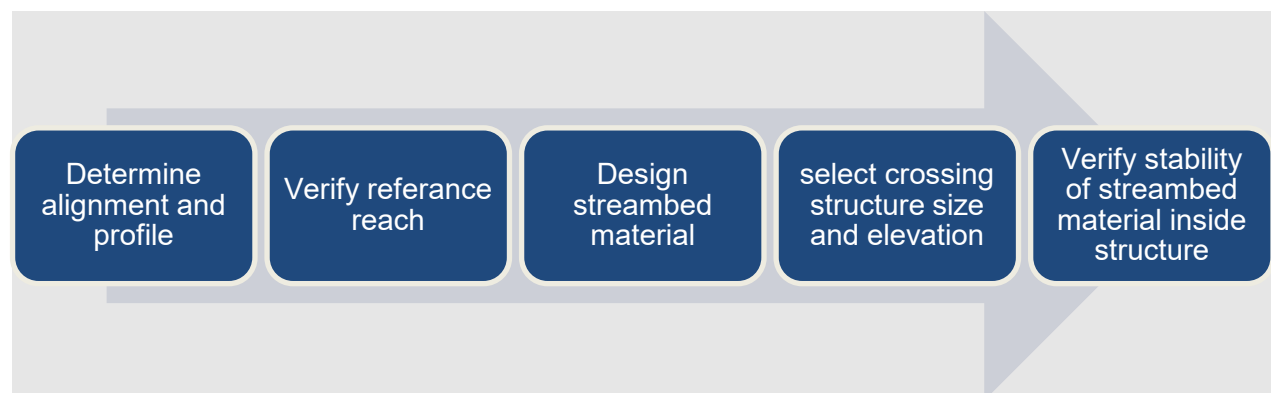 Determine
alignment and
profile
Verify referance
reach
Design
streambed
material
select crossing
structure size
and elevation
Verify stability
of streambed
material inside
structure